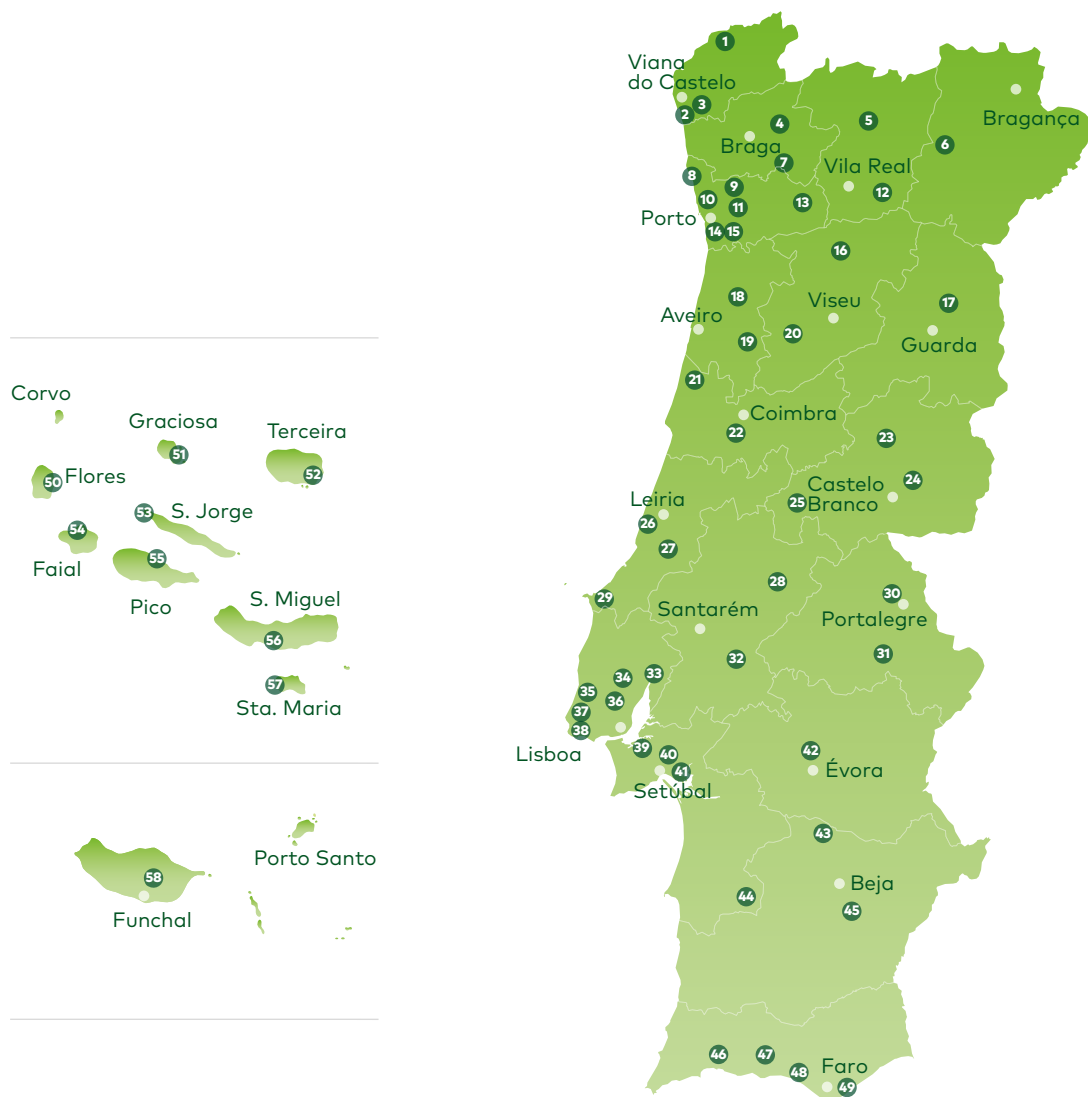 1
Viana
do Castelo
3
2
4
5
Bragança
Braga
6
7
Vila Real
8
9
12
10
11
13
Porto
14
15
16
18
17
Viseu
Aveiro
20
19
Guarda
21
Coimbra
22
23
24
Castelo
Branco
25
Leiria
26
27
28
29
30
Santarém
Portalegre
31
32
33
34
35
36
37
38
Lisboa
39
40
41
Setúbal
42
Évora
43
Beja
44
45
46
47
48
Faro
49
Corvo
Graciosa
51
Terceira
52
50
Flores
53
S. Jorge
54
Faial
55
Pico
S. Miguel
56
57
Sta. Maria
Porto Santo
58
Funchal